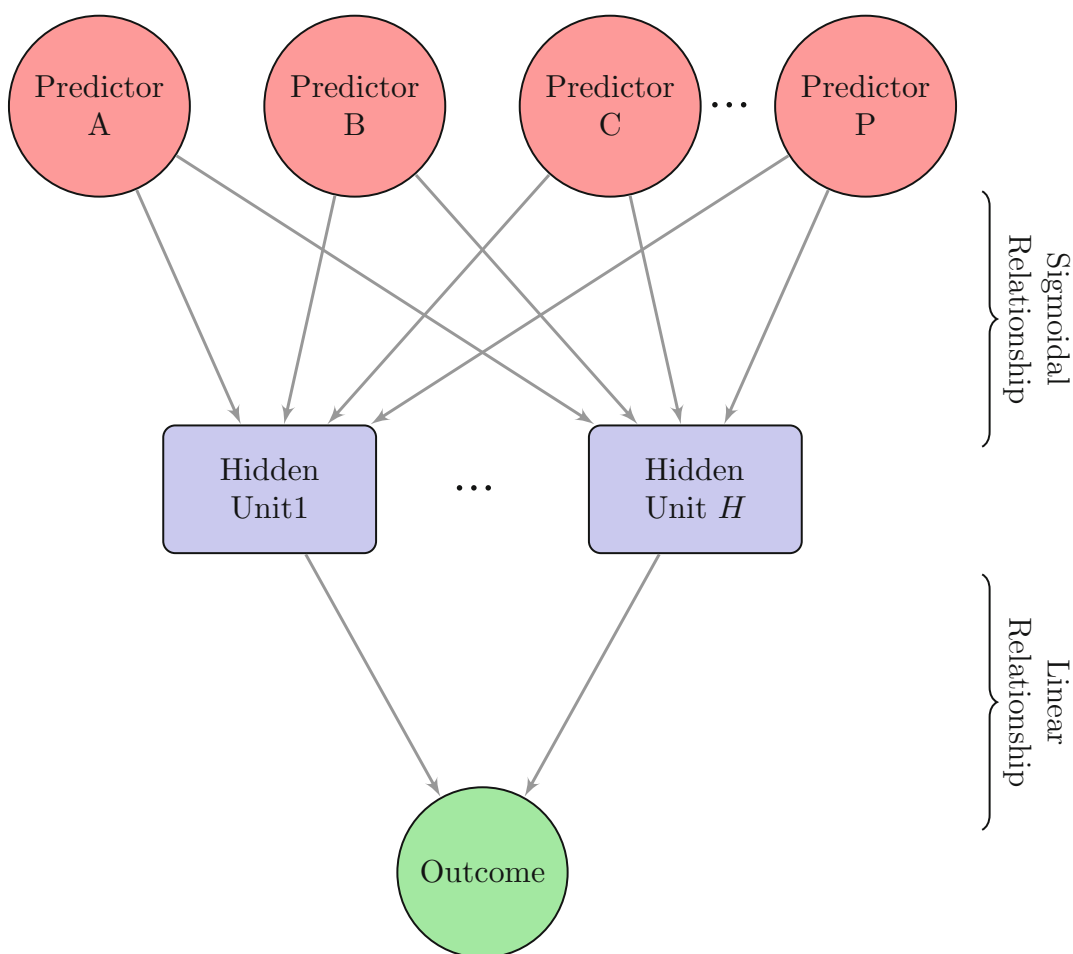 Predictor
A
Predictor
B
Predictor
C
...
Predictor
P
Sigmoidal
Relationship
Hidden
Unit1
...
Hidden
Unit H
Linear
Relationship
Outcome